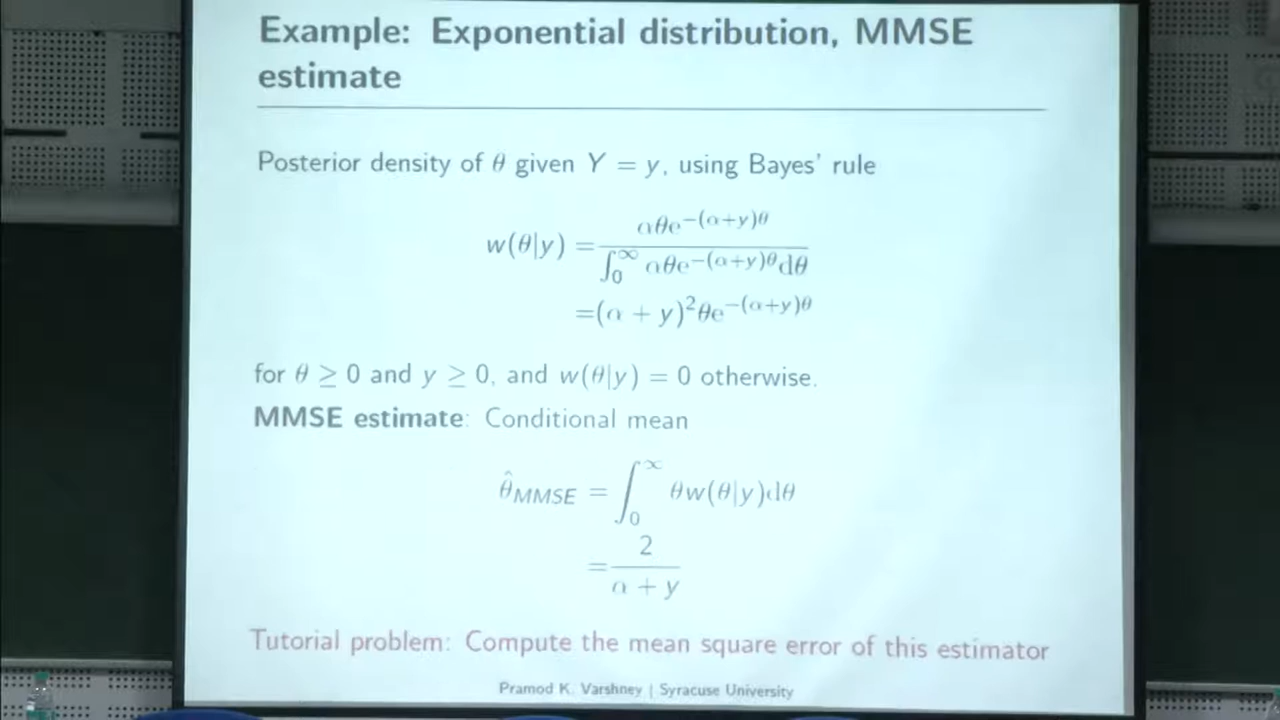 Example: Exponential distribution, MMSE
estimate
Posterior density of θ given Y = y, using Bayes' rule
w(θ|y) = αθe^{−(α+y)θ} / ∫_0^∞ αθe^{−(α+y)θ}dθ
=(α + y)^2θe^{−(α+y)θ}
for θ ≥ 0 and y ≥ 0, and w(θ|y) = 0 otherwise.
MMSE estimate: Conditional mean
θ̂_{MMSE} = ∫_0^∞ θw(θ|y)dθ
= 2 / (α + y)
Tutorial problem: Compute the mean square error of this estimator
Pramod K. Varshney | Syracuse University